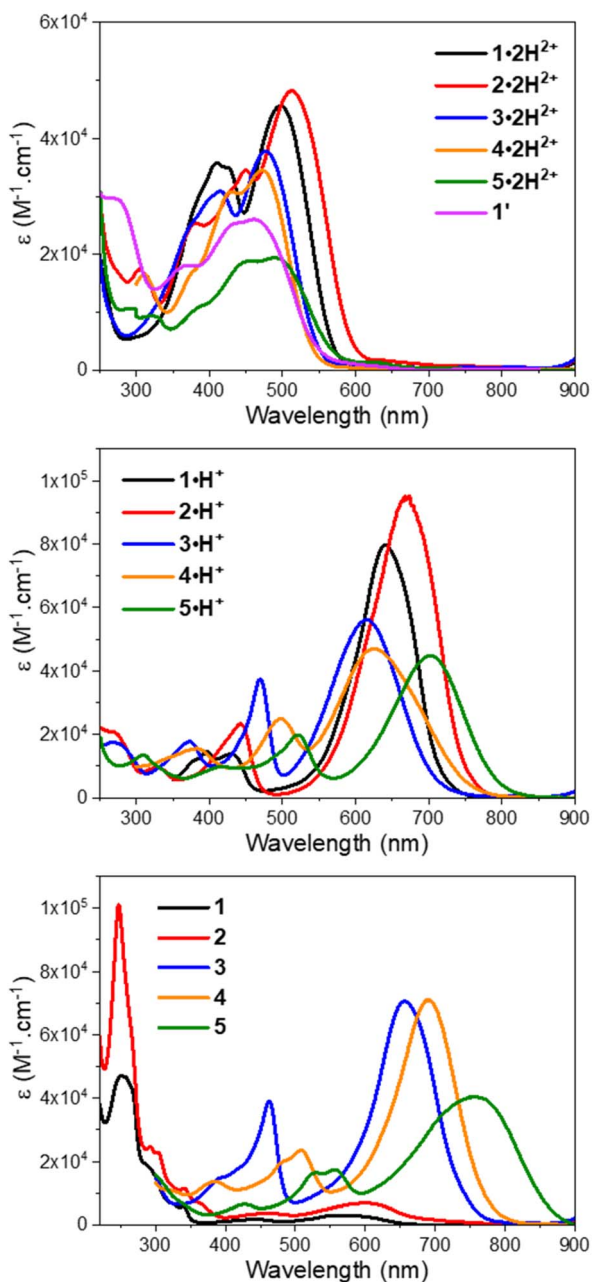 6x10⁴
4x10⁴
2x10⁴
0
ε (M⁻¹.cm⁻¹)
1•2H²⁺
2•2H²⁺
3•2H²⁺
4•2H²⁺
5•2H²⁺
1'
300 400 500 600 700 800 900
Wavelength (nm)
1x10⁵
8x10⁴
6x10⁴
4x10⁴
2x10⁴
0
ε (M⁻¹.cm⁻¹)
1•H⁺
2•H⁺
3•H⁺
4•H⁺
5•H⁺
300 400 500 600 700 800 900
Wavelength (nm)
1x10⁵
8x10⁴
6x10⁴
4x10⁴
2x10⁴
0
ε (M⁻¹.cm⁻¹)
1
2
3
4
5
300 400 500 600 700 800 900
Wavelength (nm)